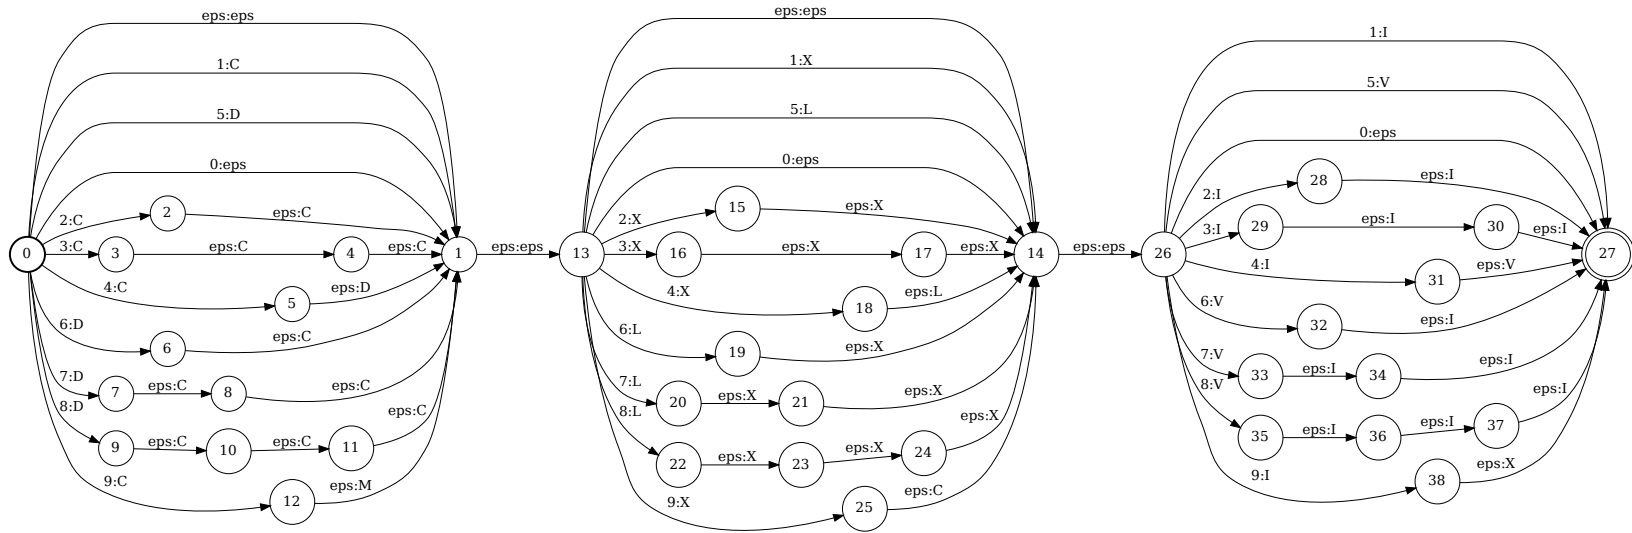 eps:eps
1:C
5:D
0:eps
2:C 2 eps:C
0 3:C 3 eps:C 4 eps:C 1
4:C 5 eps:D
6:D 6 eps:C
7:D 7 eps:C 8 eps:C
8:D 9 eps:C 10 eps:C 11 eps:C
9:C 12 eps:M
eps:eps
eps:eps
1:X
5:L
0:eps
2:X 15 eps:X
13 3:X 16 eps:X 17 eps:X 14
4:X 18 eps:L
6:L 19 eps:X
7:L 20 eps:X 21 eps:X
8:L 22 eps:X 23 eps:X 24 eps:X
9:X 25 eps:C
eps:eps
1:I
5:V
0:eps
2:I 28 eps:I
26 3:I 29 eps:I 30 eps:I 27
4:I 31 eps:V
6:V 32 eps:I
7:V 33 eps:I 34 eps:I
8:V 35 eps:I 36 eps:I 37 eps:I
9:I 38 eps:X